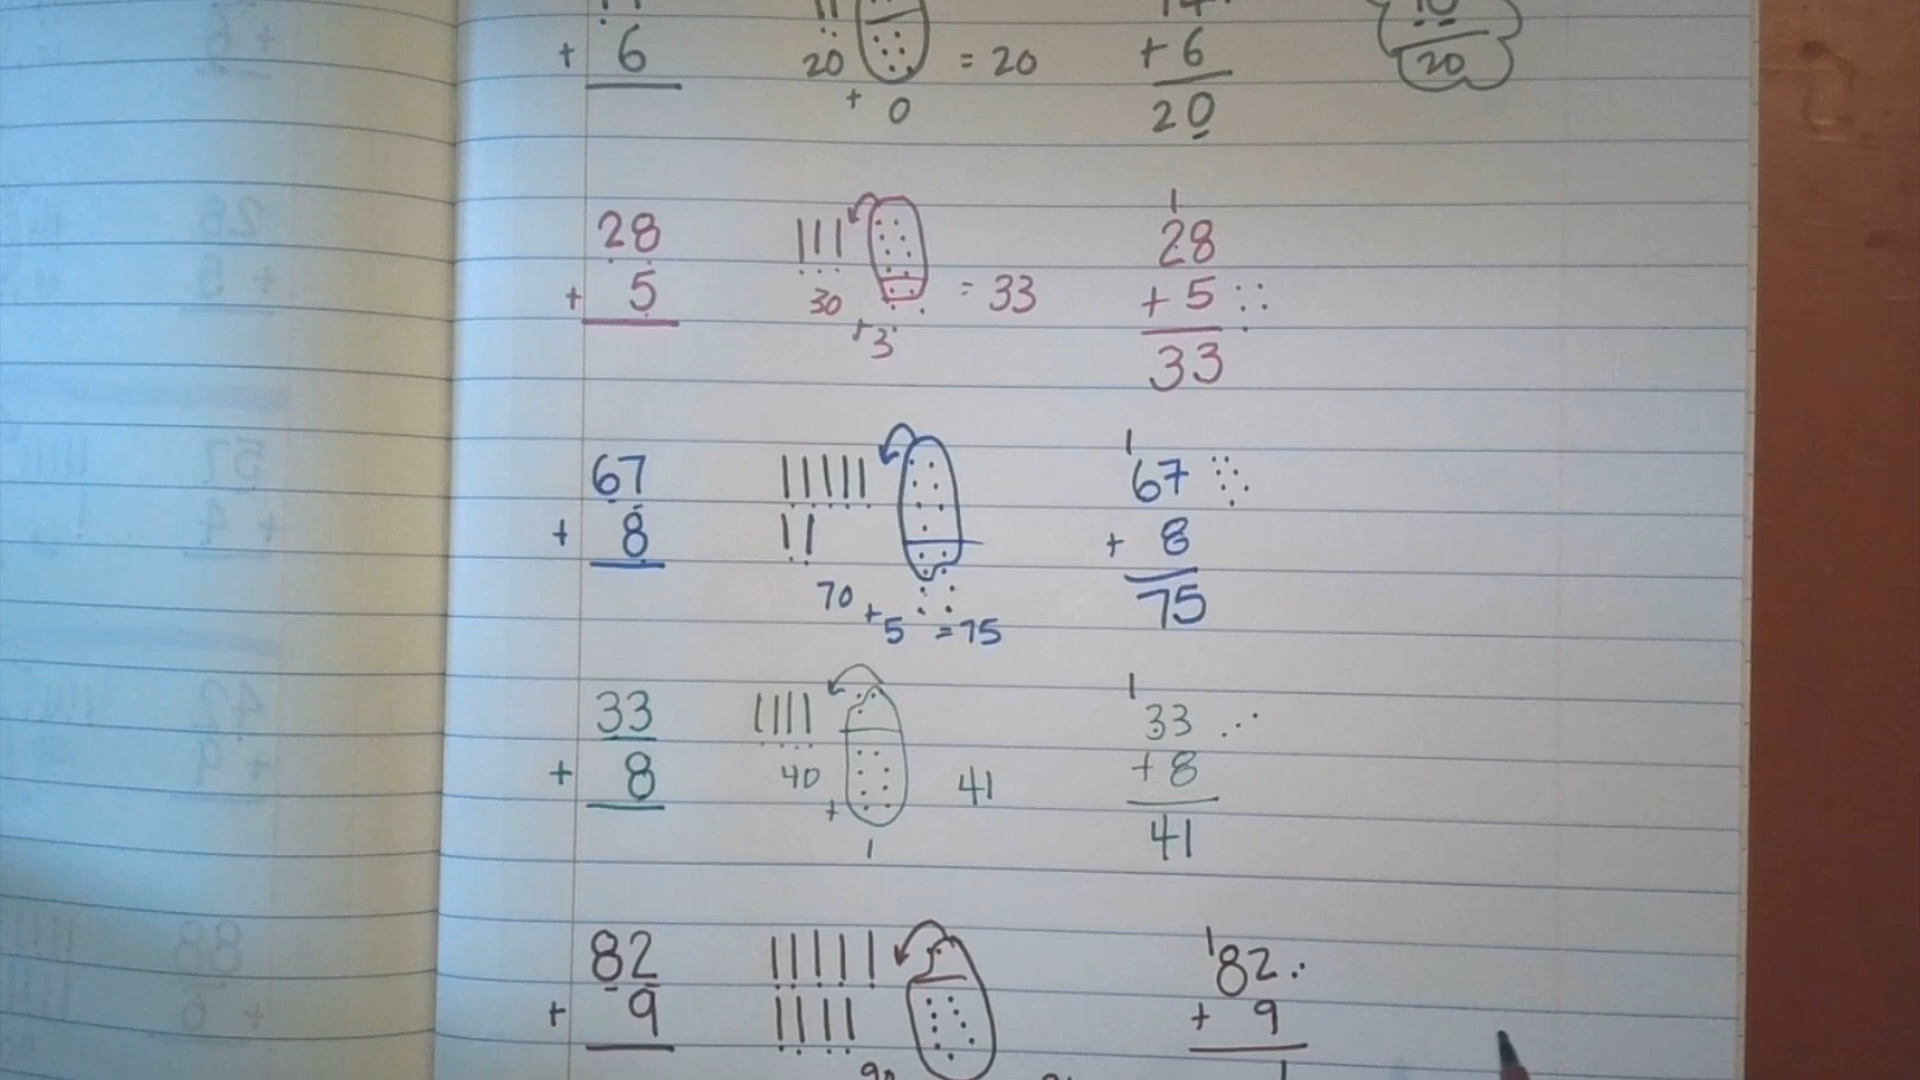 + 6 20 = 20 + 6 20
+ 0 20
1
28 28
+ 5 30 = 33 + 5
+ 3 33
1
67 67
+ 8 + 8
70 + 5 = 75 75
1
33 33
+ 8 40 41 + 8
+ 1 41
1
82 82
+ 9 + 9
1